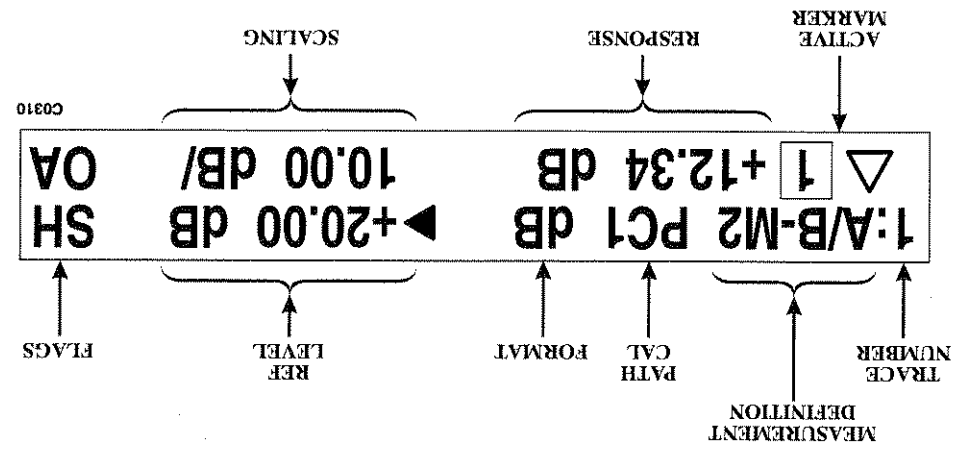 MEASUREMENT
DEFINITION
TRACE
NUMBER
PATH
CAL
FORMAT
REF
LEVEL
FLAGS
1:A/B-M2 PC1 dB ▶+20.00 dB SH
△ 1 +12.34 dB 10.00 dB/ OA
C0310
ACTIVE
MARKER
RESPONSE
SCALING